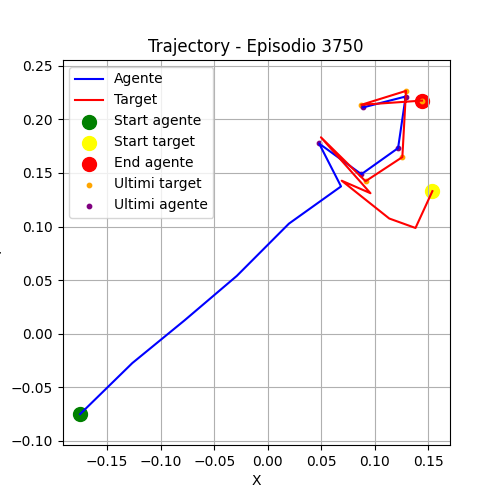 Trajectory - Episodio 3750
Agente
Target
Start agente
Start target
End agente
Ultimi target
Ultimi agente
0.25
0.20
0.15
0.10
0.05
0.00
−0.05
−0.10
−0.15
−0.10
−0.05
0.00
0.05
0.10
0.15
X